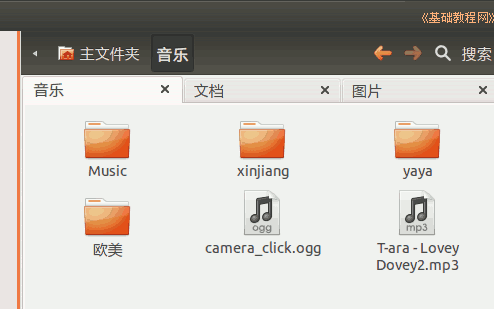 《基础教程网》
主文件夹 音乐 搜索
音乐 文档 图片
Music xinjiang yaya
ogg mp3
欧美 camera_click.ogg T-ara - Lovey
Dovey2.mp3